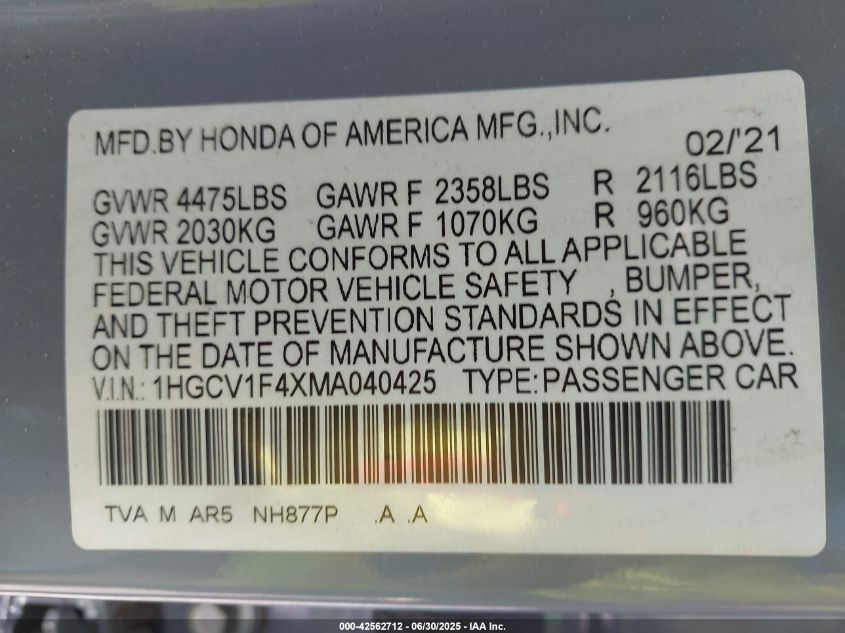 MFD.BY HONDA OF AMERICA MFG.,INC. 02/'21
GVWR 4475LBS GAWR F 2358LBS R 2116LBS
GVWR 2030KG GAWR F 1070KG R 960KG
THIS VEHICLE CONFORMS TO ALL APPLICABLE
FEDERAL MOTOR VEHICLE SAFETY , BUMPER,
AND THEFT PREVENTION STANDARDS IN EFFECT
ON THE DATE OF MANUFACTURE SHOWN ABOVE.
V.I.N.: 1HGCV1F4XMA040425 TYPE:PASSENGER CAR
TVA M AR5 NH877P .A .A
000-42562712 - 06/30/2025 - IAA Inc.